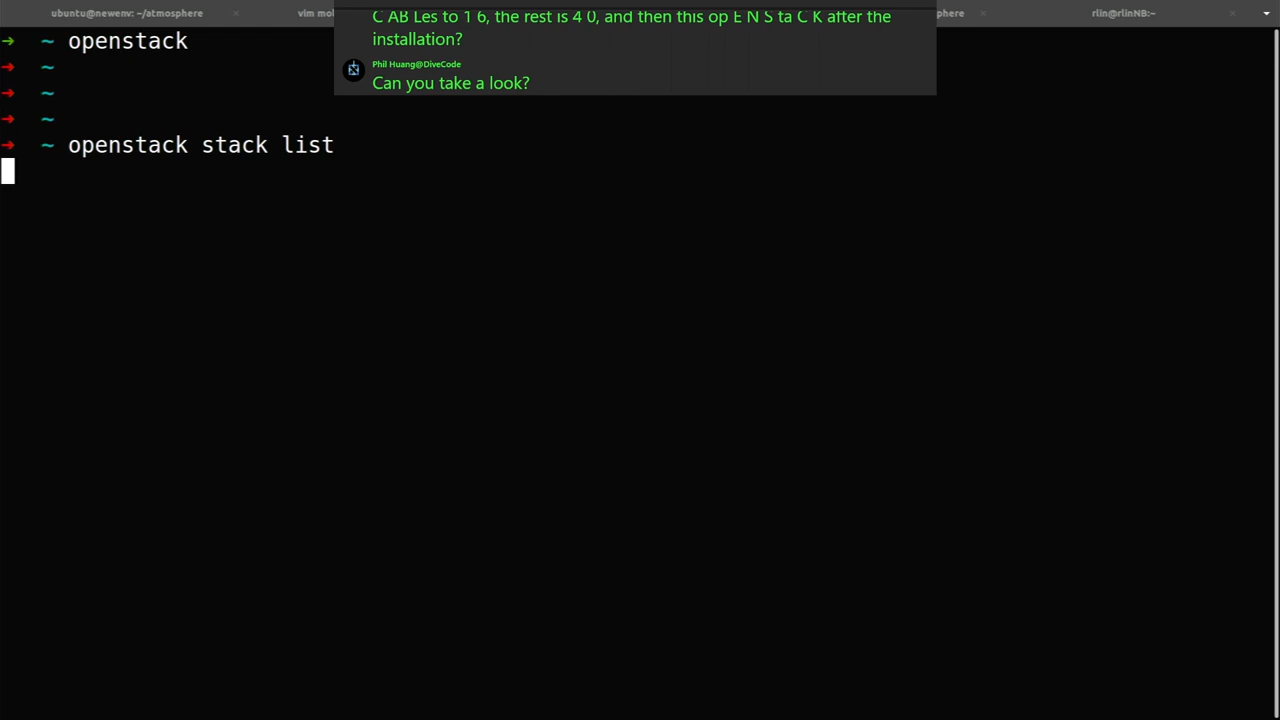 ubuntu@newenv: ~/atmosphere × vim mo phere × rlin@rlinNB:~ ×
C AB Les to 1 6, the rest is 4 0, and then this op E N S ta C K after the
installation?
Phil Huang@DiveCode
Can you take a look?
➜ ~ openstack
➜ ~
➜ ~
➜ ~
➜ ~ openstack stack list